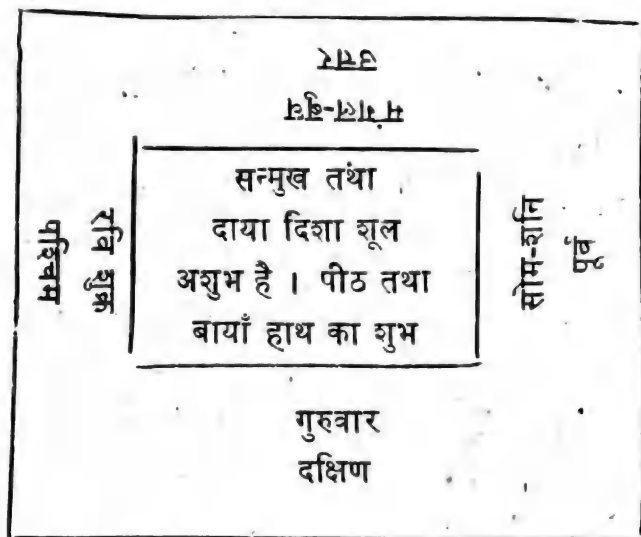 उत्तर
मंगल-बुध
सन्मुख तथा
दाया दिशा शूल
अशुभ है । पीठ तथा
बायाँ हाथ का शुभ
रवि शुक्र
पश्चिम
सोम-शनि
पूर्व
गुरुवार
दक्षिण